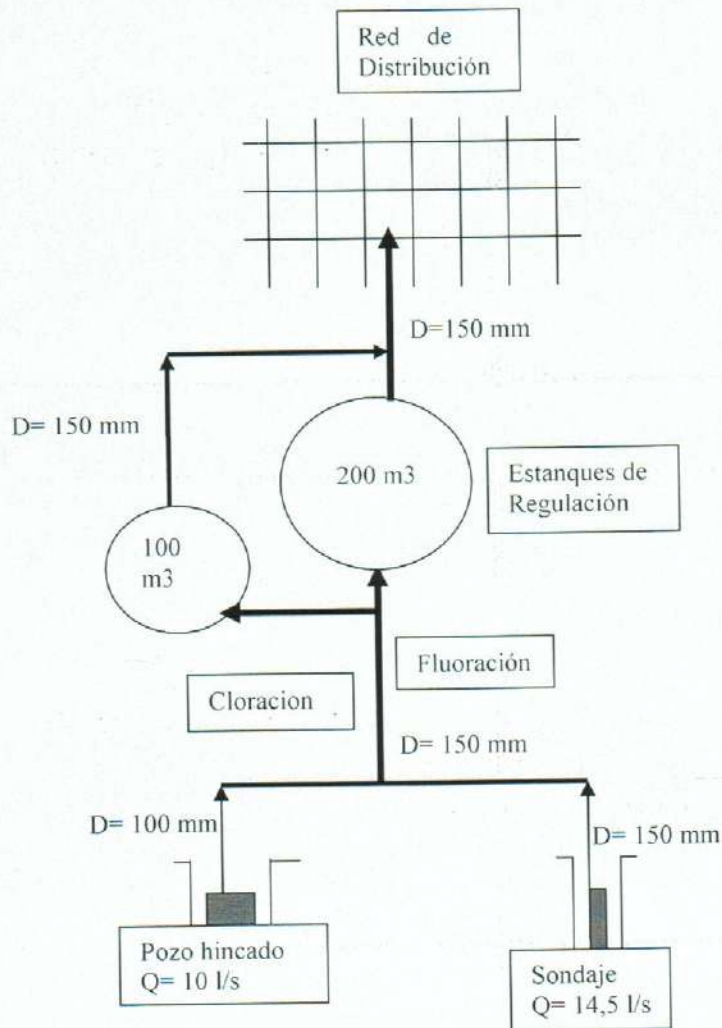 Red de
Distribución
D=150 mm
D= 150 mm
200 m3
Estanques de
Regulación
100
m3
Fluoración
Cloracion
D= 150 mm
D= 100 mm
D= 150 mm
Pozo hincado
Q= 10 l/s
Sondaje
Q= 14,5 l/s